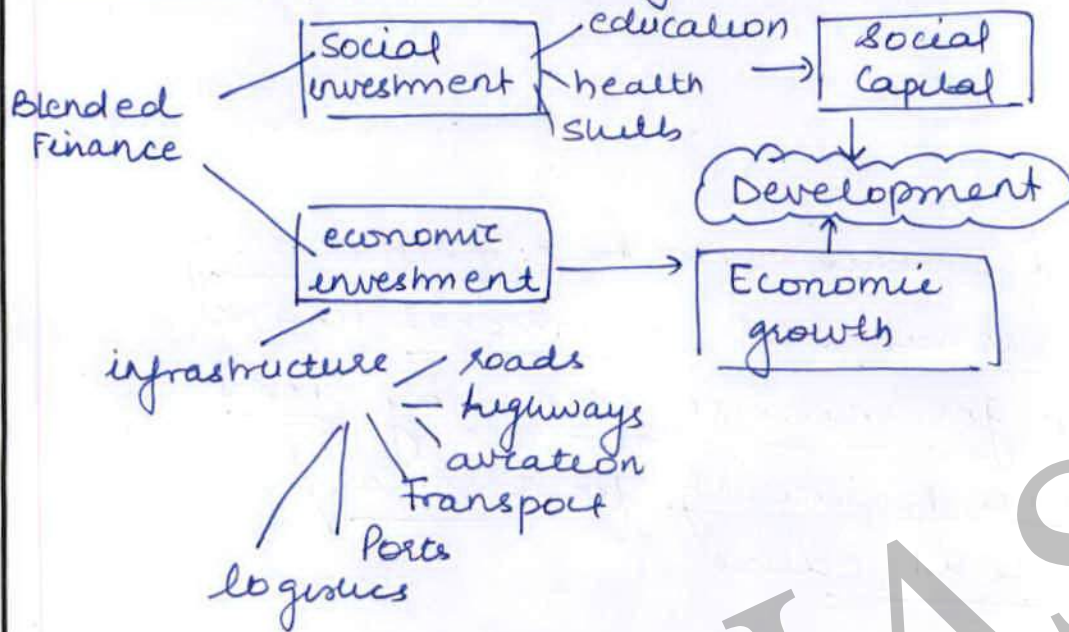 Blended
Finance
Social
investment
education
health
skills
Social
Capital
Development
economic
investment
Economic
growth
infrastructure
roads
highways
aviation
Transport
Ports
logistics